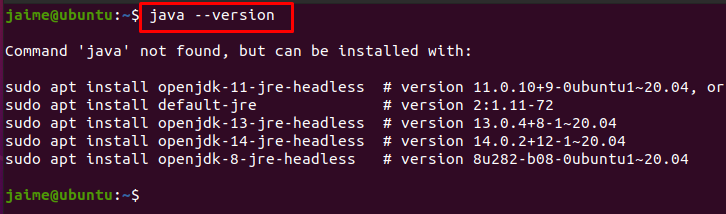 jaime@ubuntu:~$ java --version
Command 'java' not found, but can be installed with:
sudo apt install openjdk-11-jre-headless  # version 11.0.10+9-0ubuntu1~20.04, or
sudo apt install default-jre              # version 2:1.11-72
sudo apt install openjdk-13-jre-headless  # version 13.0.4+8-1~20.04
sudo apt install openjdk-14-jre-headless  # version 14.0.2+12-1~20.04
sudo apt install openjdk-8-jre-headless   # version 8u282-b08-0ubuntu1~20.04
jaime@ubuntu:~$